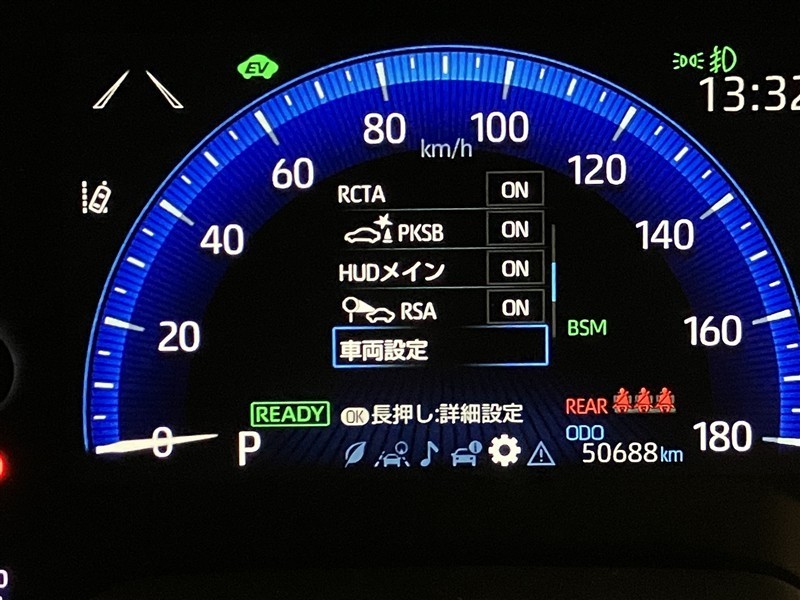 EV
13:32
80
100
km/h
60
120
RCTA ON
40
PKSB ON
140
HUDメイン ON
RSA ON
20
BSM
160
車両設定
READY
OK 長押し:詳細設定
REAR
0
P
ODO
50688km
180